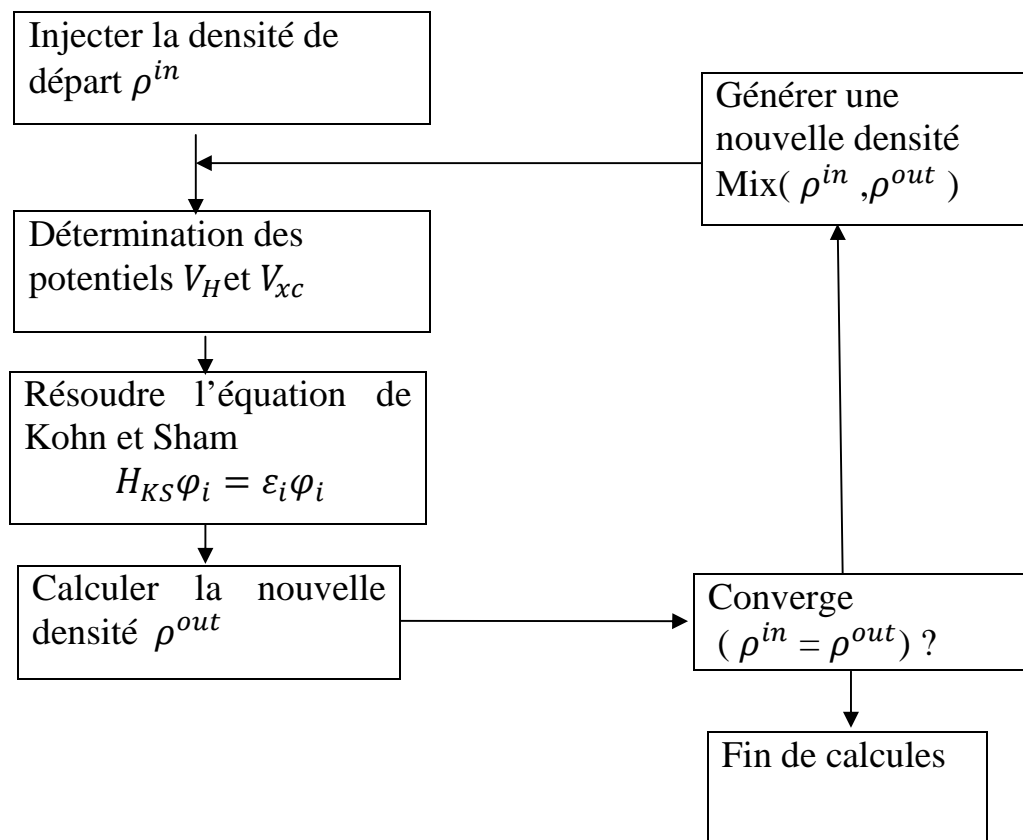 Injecter la densité de
départ ρ^in
Générer une
nouvelle densité
Mix( ρ^in ,ρ^out )
Détermination des
potentiels V_H et V_xc
Résoudre l’équation de
Kohn et Sham
H_KS φ_i = ε_i φ_i
Calculer la nouvelle
densité ρ^out
Converge
( ρ^in = ρ^out) ?
Fin de calcules